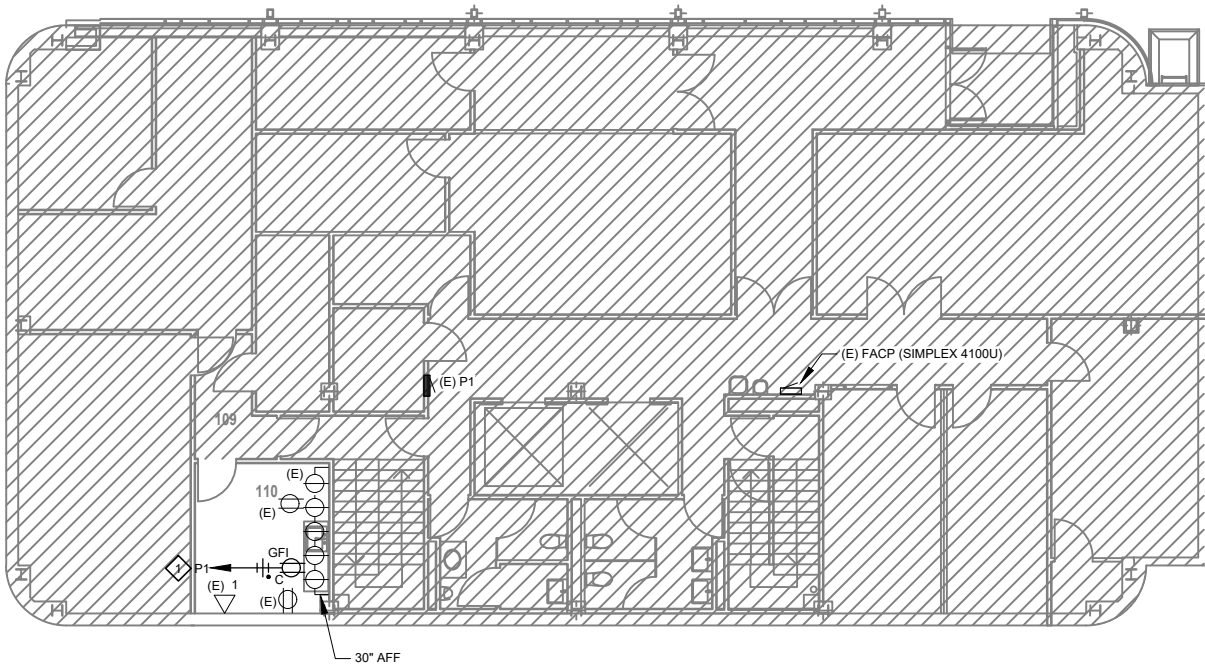 (E) FACP (SIMPLEX 4100U)
(E) P1
109
(E)
110
(E)
GFI
1 P1
C
(E) 1
(E)
30" AFF